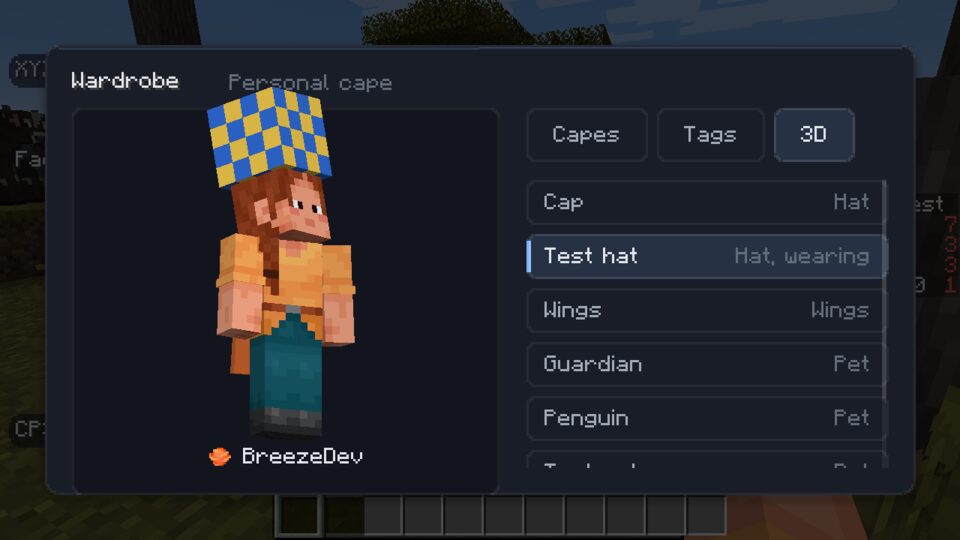 Wardrobe
Personal cape
Capes
Tags
3D
Cap
Hat
Test hat
Hat, wearing
Wings
Wings
Guardian
Pet
Penguin
Pet
BreezeDev